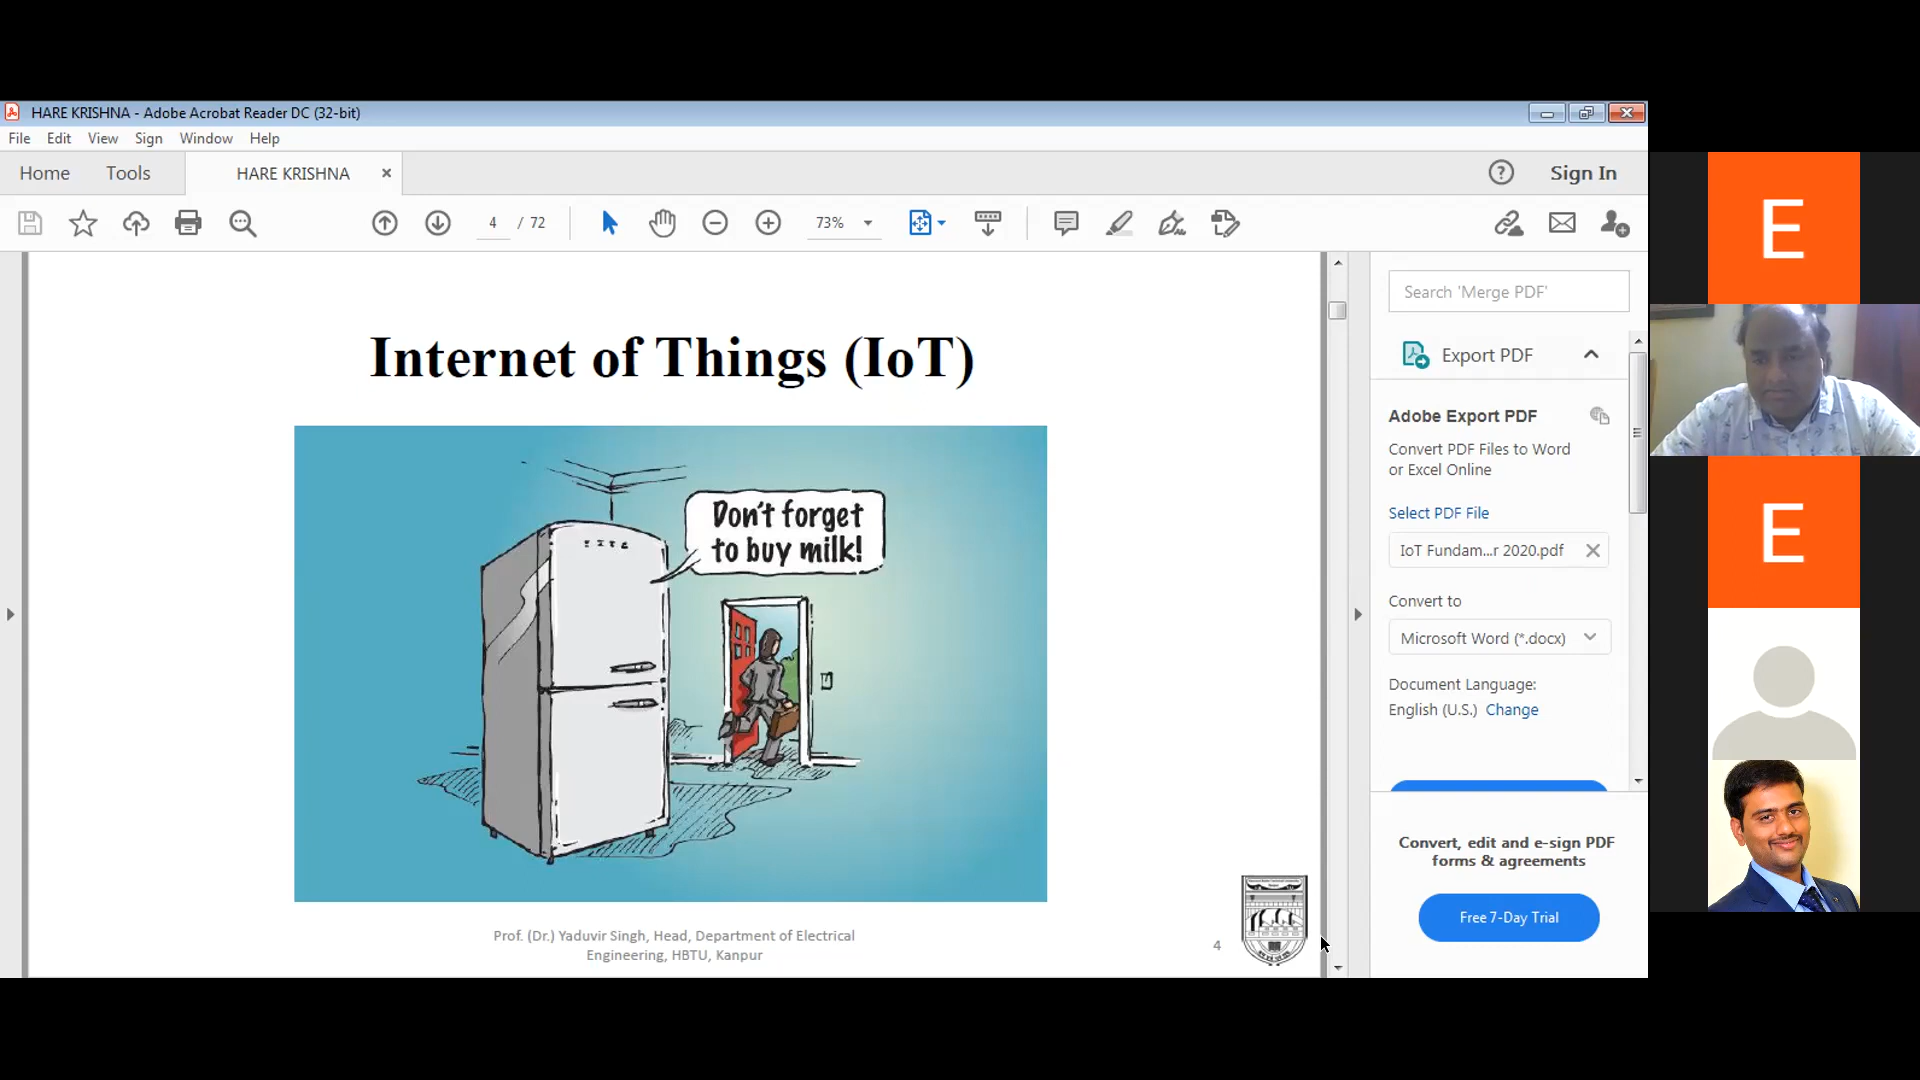 HARE KRISHNA - Adobe Acrobat Reader DC (32-bit)
File Edit View Sign Window Help
Home Tools HARE KRISHNA Sign In
4 / 72 73%
Search 'Merge PDF'
Export PDF
Adobe Export PDF
Convert PDF Files to Word
or Excel Online
Select PDF File
IoT Fundam...r 2020.pdf
Convert to
Microsoft Word (*.docx)
Document Language:
English (U.S.) Change
Convert, edit and e-sign PDF
forms & agreements
Free 7-Day Trial
Internet of Things (IoT)
Don't forget
to buy milk!
Prof. (Dr.) Yaduvir Singh, Head, Department of Electrical
Engineering, HBTU, Kanpur
4
E
E